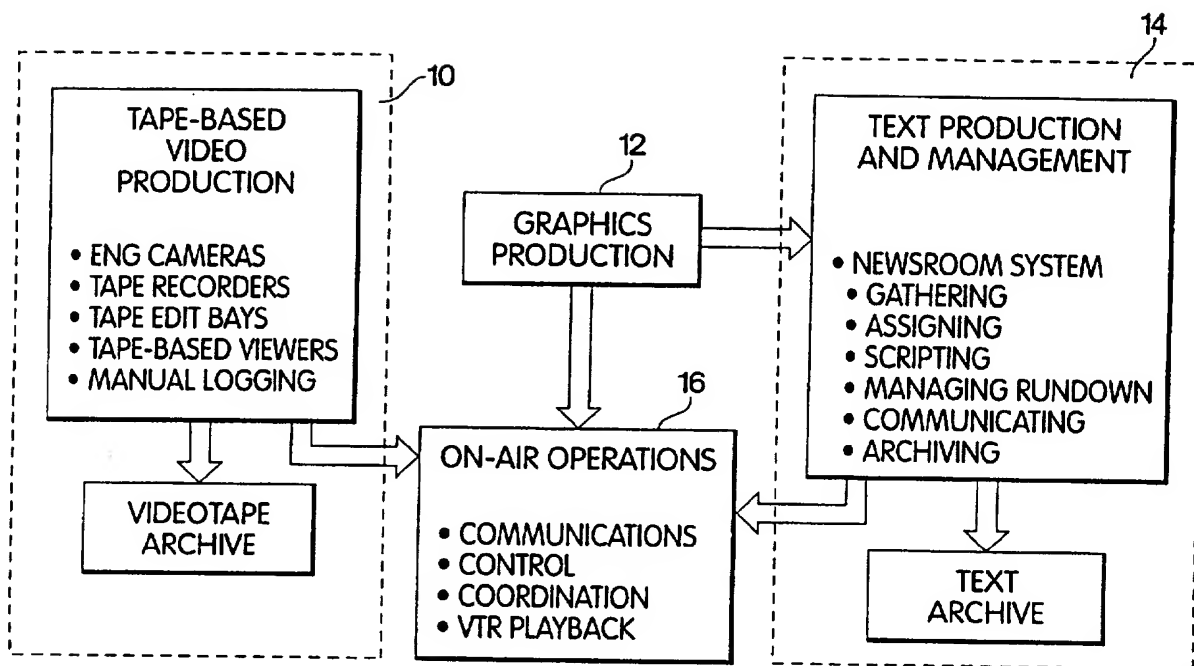 10
TAPE-BASED
VIDEO
PRODUCTION
• ENG CAMERAS
• TAPE RECORDERS
• TAPE EDIT BAYS
• TAPE-BASED VIEWERS
• MANUAL LOGGING
VIDEOTAPE
ARCHIVE
12
GRAPHICS
PRODUCTION
16
ON-AIR OPERATIONS
• COMMUNICATIONS
• CONTROL
• COORDINATION
• VTR PLAYBACK
14
TEXT PRODUCTION
AND MANAGEMENT
• NEWSROOM SYSTEM
• GATHERING
• ASSIGNING
• SCRIPTING
• MANAGING RUNDOWN
• COMMUNICATING
• ARCHIVING
TEXT
ARCHIVE